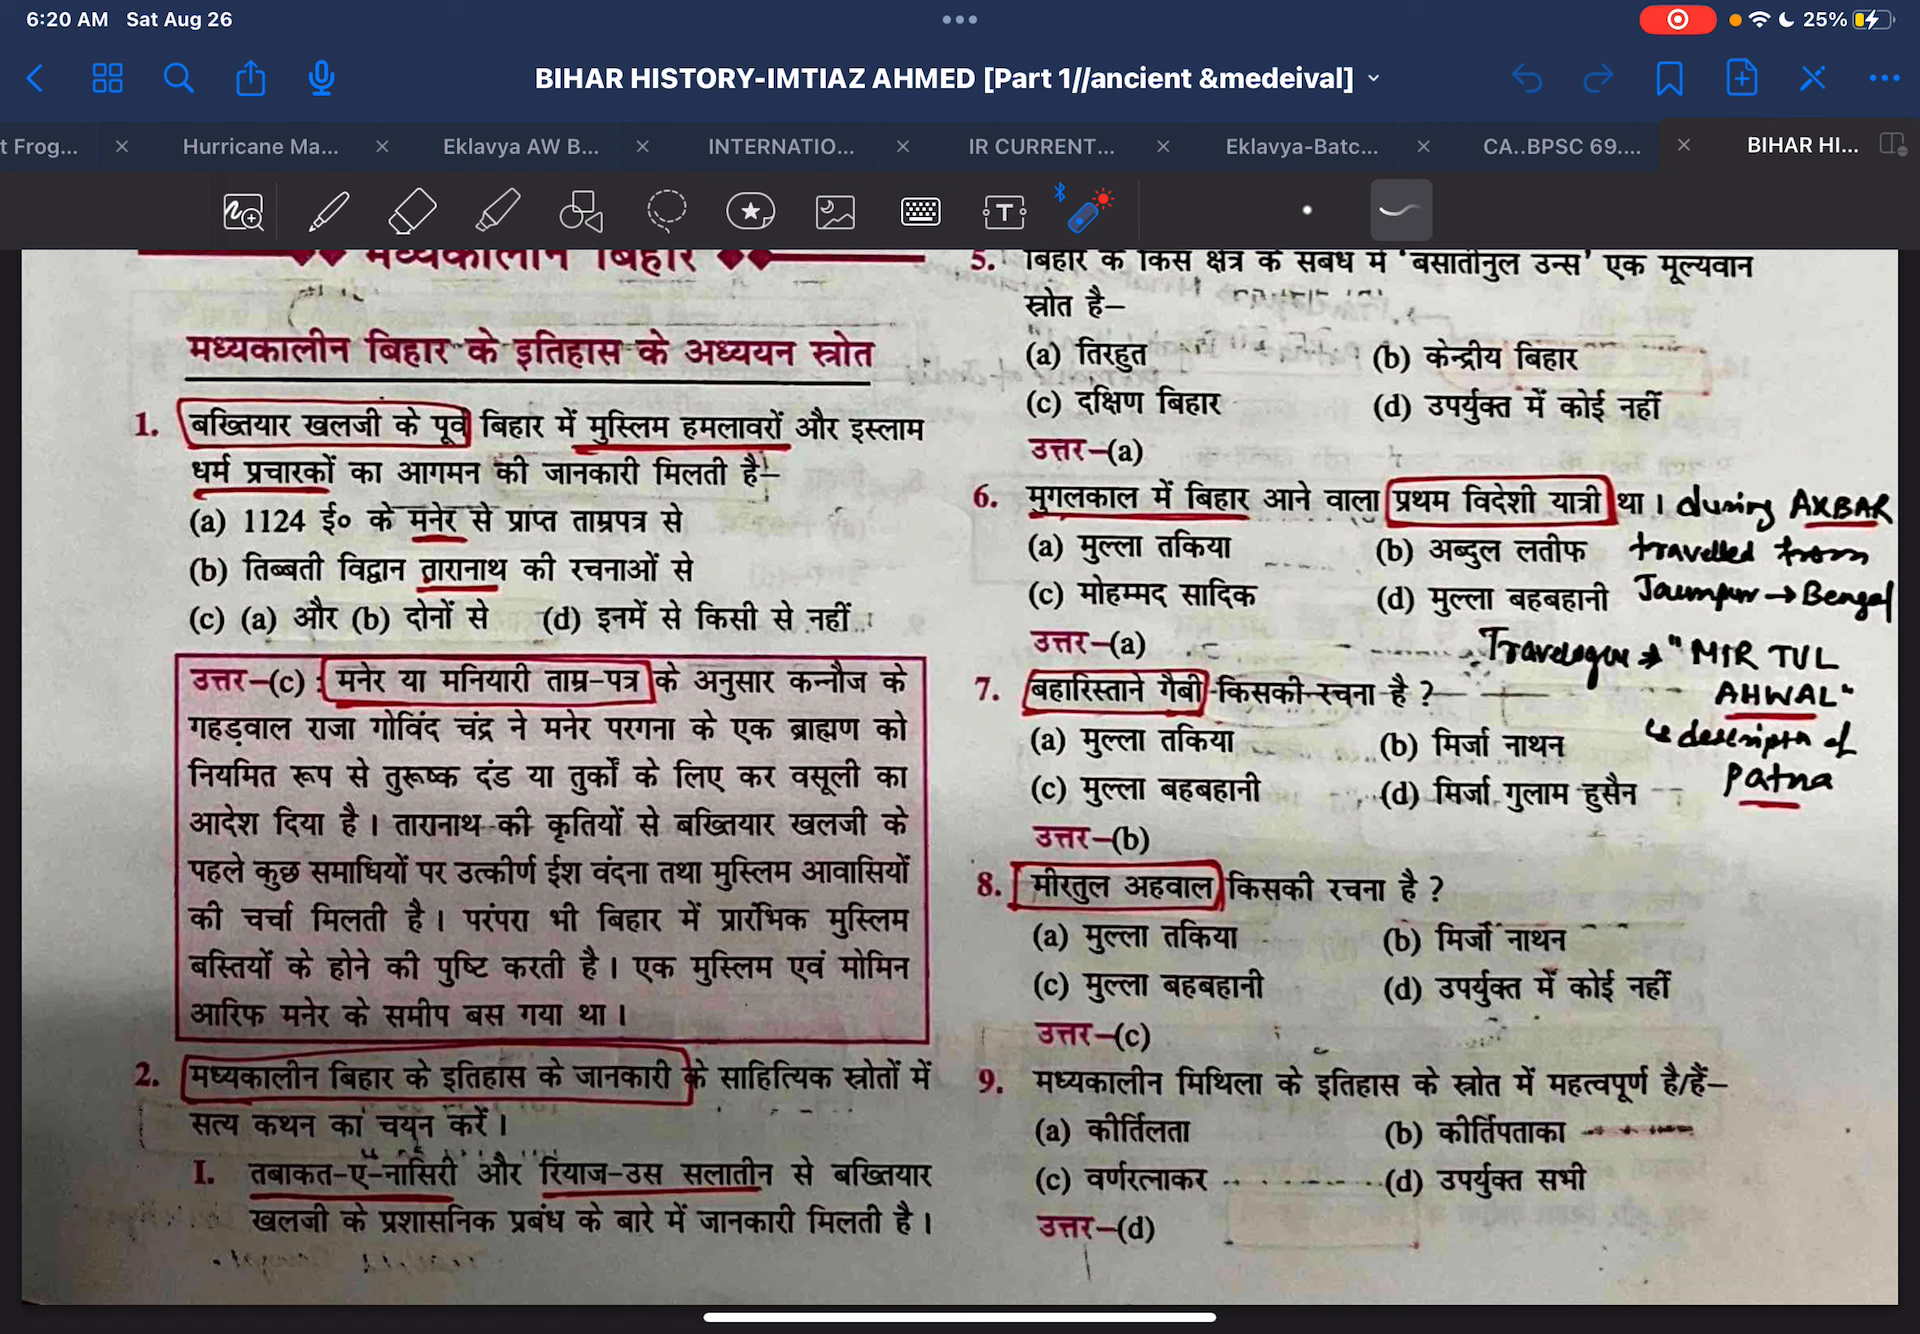 6:20 AM Sat Aug 26
25%
BIHAR HISTORY-IMTIAZ AHMED [Part 1//ancient &medeival]
t Frog... Hurricane Ma... Eklavya AW B... INTERNATIO... IR CURRENT... Eklavya-Batc... CA..BPSC 69.... BIHAR HI...
मध्यकालीन बिहार
मध्यकालीन बिहार के इतिहास के अध्ययन स्त्रोत
1. बख्तियार खलजी के पूर्व बिहार में मुस्लिम हमलावरों और इस्लाम
धर्म प्रचारकों का आगमन की जानकारी मिलती है–
(a) 1124 ई० के मनेर से प्राप्त ताम्रपत्र से
(b) तिब्बती विद्वान तारानाथ की रचनाओं से
(c) (a) और (b) दोनों से (d) इनमें से किसी से नहीं
उत्तर–(c) : मनेर या मनियारी ताम्र-पत्र के अनुसार कन्नौज के
गहड़वाल राजा गोविंद चंद्र ने मनेर परगना के एक ब्राह्मण को
नियमित रूप से तुरूष्क दंड या तुर्कों के लिए कर वसूली का
आदेश दिया है। तारानाथ की कृतियों से बख्तियार खलजी के
पहले कुछ समाधियों पर उत्कीर्ण ईश वंदना तथा मुस्लिम आवासियों
की चर्चा मिलती है। परंपरा भी बिहार में प्रारंभिक मुस्लिम
बस्तियों के होने की पुष्टि करती है। एक मुस्लिम एवं मोमिन
आरिफ मनेर के समीप बस गया था।
2. मध्यकालीन बिहार के इतिहास के जानकारी के साहित्यिक स्त्रोतों में
सत्य कथन का चयन करें।
I. तबाकत-ए-नासिरी और रियाज-उस सलातीन से बख्तियार
खलजी के प्रशासनिक प्रबंध के बारे में जानकारी मिलती है।
5. बिहार के किस क्षेत्र के संबंध में 'बसातीनुल उन्स' एक मूल्यवान
स्रोत है–
(a) तिरहुत (b) केन्द्रीय बिहार
(c) दक्षिण बिहार (d) उपर्युक्त में कोई नहीं
उत्तर–(a)
6. मुगलकाल में बिहार आने वाला प्रथम विदेशी यात्री था। during AKBAR
(a) मुल्ला तकिया (b) अब्दुल लतीफ travelled from
(c) मोहम्मद सादिक (d) मुल्ला बहबहानी Jaunpur → Bengal
उत्तर–(a) Travelogue → "MIR TUL
7. बहारिस्ताने गैबी किसकी रचना है ? AHWAL"
(a) मुल्ला तकिया (b) मिर्जा नाथन descriptn of
(c) मुल्ला बहबहानी (d) मिर्जा गुलाम हुसैन Patna
उत्तर–(b)
8. मीरतुल अहवाल किसकी रचना है ?
(a) मुल्ला तकिया (b) मिर्जा नाथन
(c) मुल्ला बहबहानी (d) उपर्युक्त में कोई नहीं
उत्तर–(c)
9. मध्यकालीन मिथिला के इतिहास के स्त्रोत में महत्वपूर्ण है/हैं–
(a) कीर्तिलता (b) कीर्तिपताका
(c) वर्णरत्नाकर (d) उपर्युक्त सभी
उत्तर–(d)